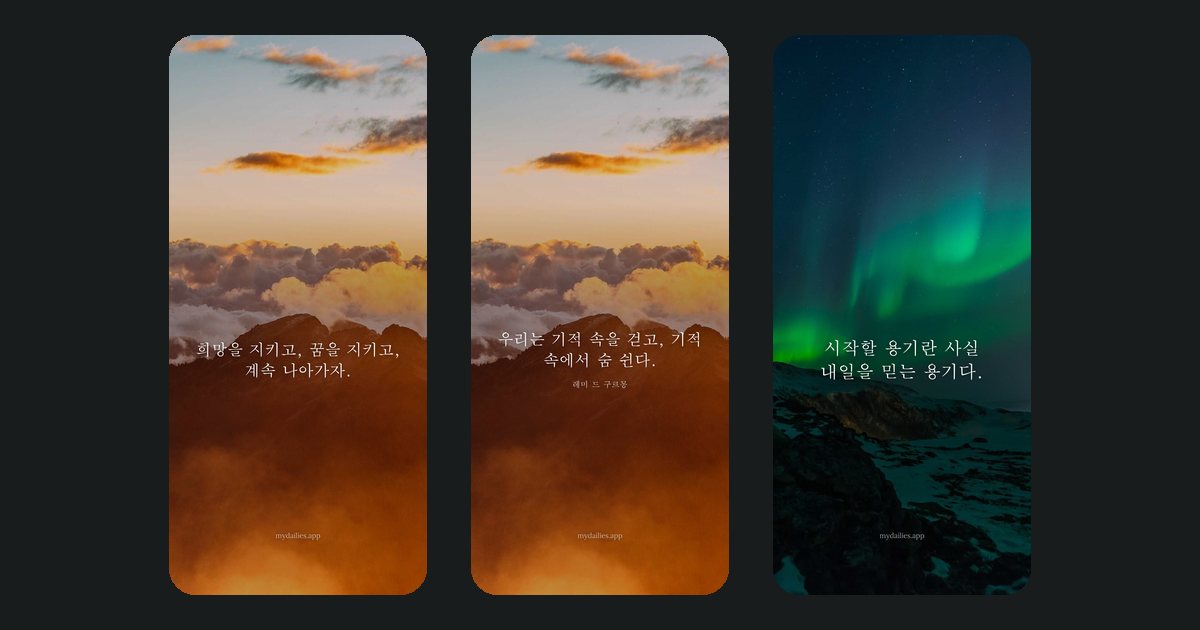 희망을 지키고, 꿈을 지키고,
계속 나아가자.
mydailies.app
우리는 기적 속을 걷고, 기적
속에서 숨 쉰다.
레미 드 구르몽
mydailies.app
시작할 용기란 사실
내일을 믿는 용기다.
mydailies.app